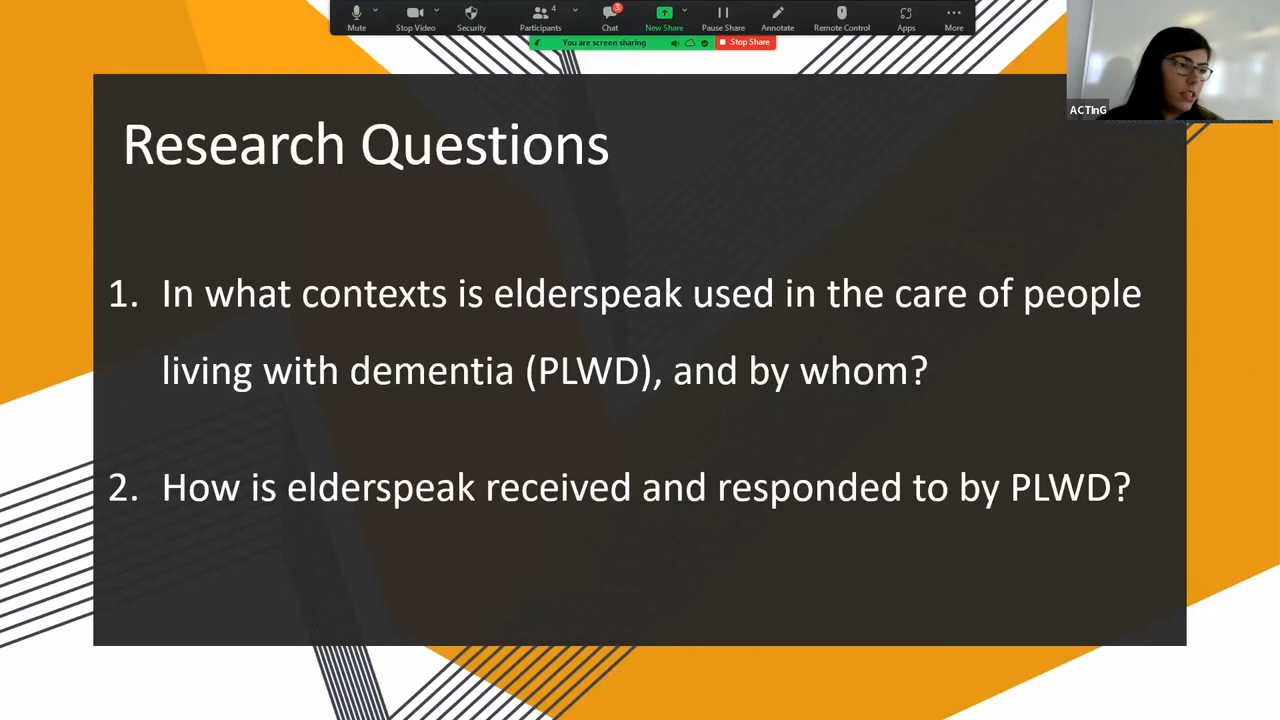 Mute
Stop Video
Security
Participants
4
Chat
3
New Share
Pause Share
Annotate
Remote Control
Apps
More
You are screen sharing
Stop Share
ACTInG
Research Questions
1. In what contexts is elderspeak used in the care of people
living with dementia (PLWD), and by whom?
2. How is elderspeak received and responded to by PLWD?